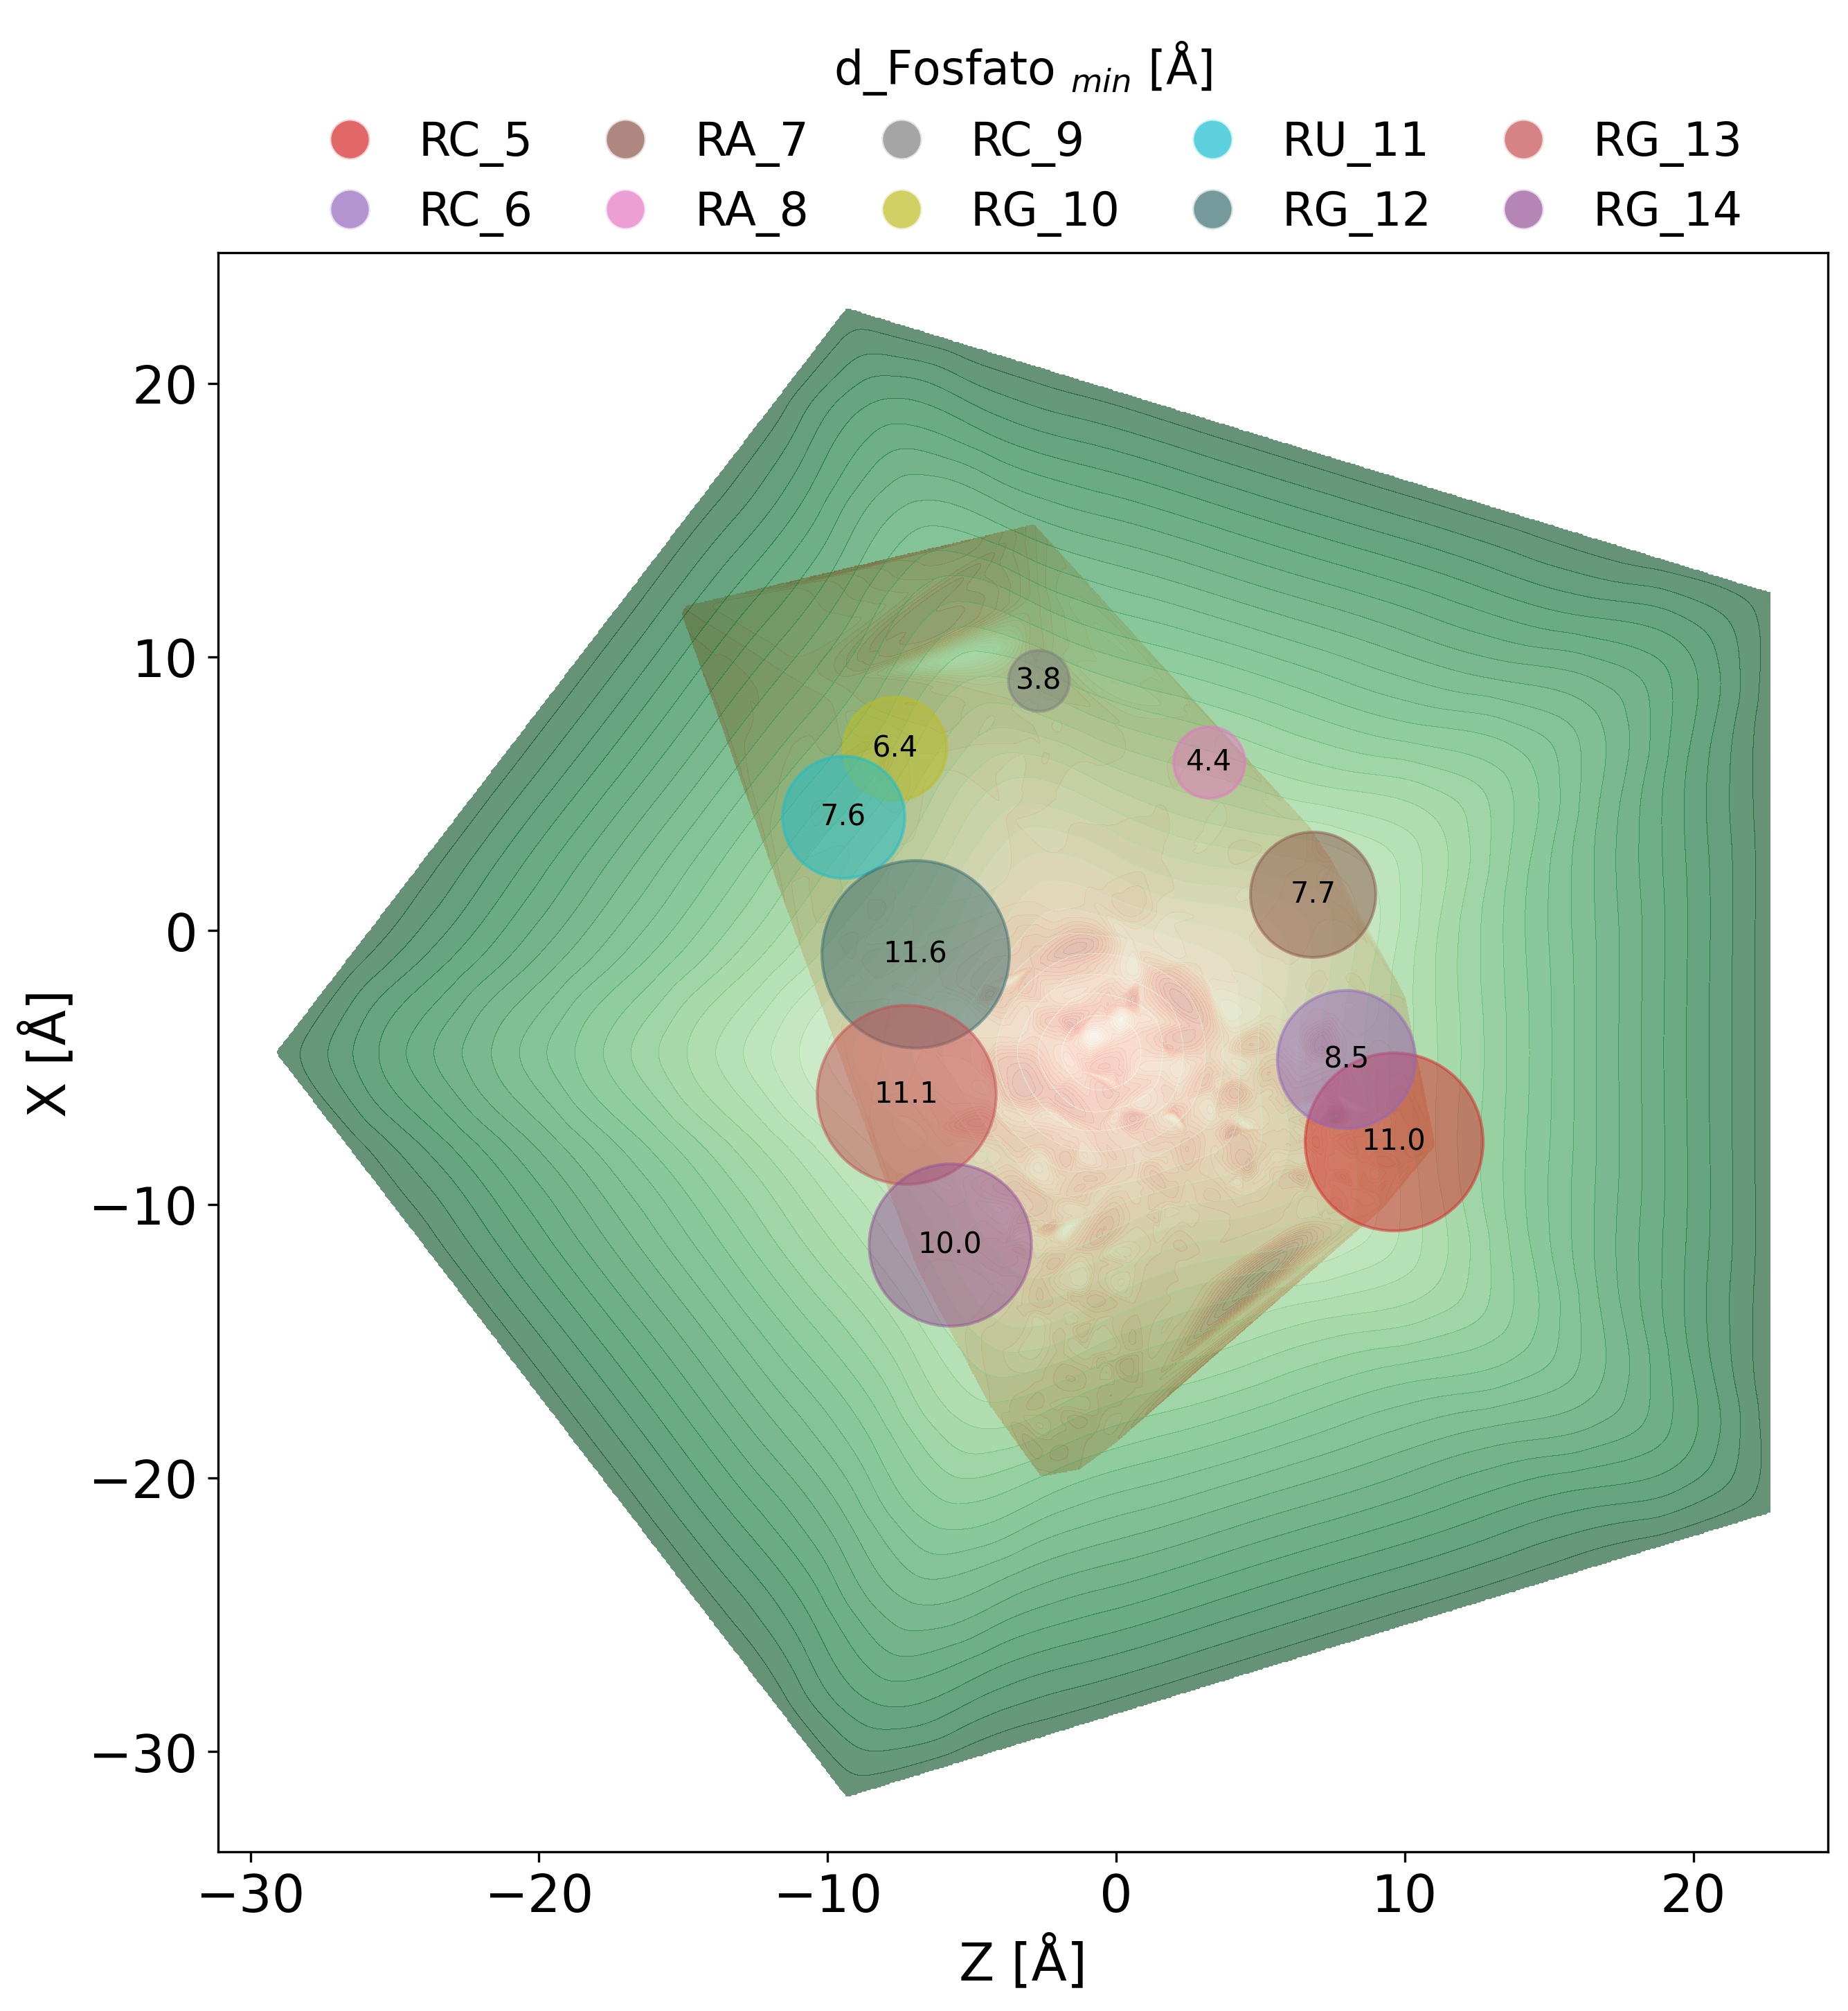 d_Fosfato min [Å]
RC_5 RA_7 RC_9 RU_11 RG_13
RC_6 RA_8 RG_10 RG_12 RG_14
20
10
0
−10
−20
−30
X [Å]
3.8
6.4
4.4
7.6
7.7
11.6
8.5
11.1
11.0
10.0
−30 −20 −10 0 10 20
Z [Å]